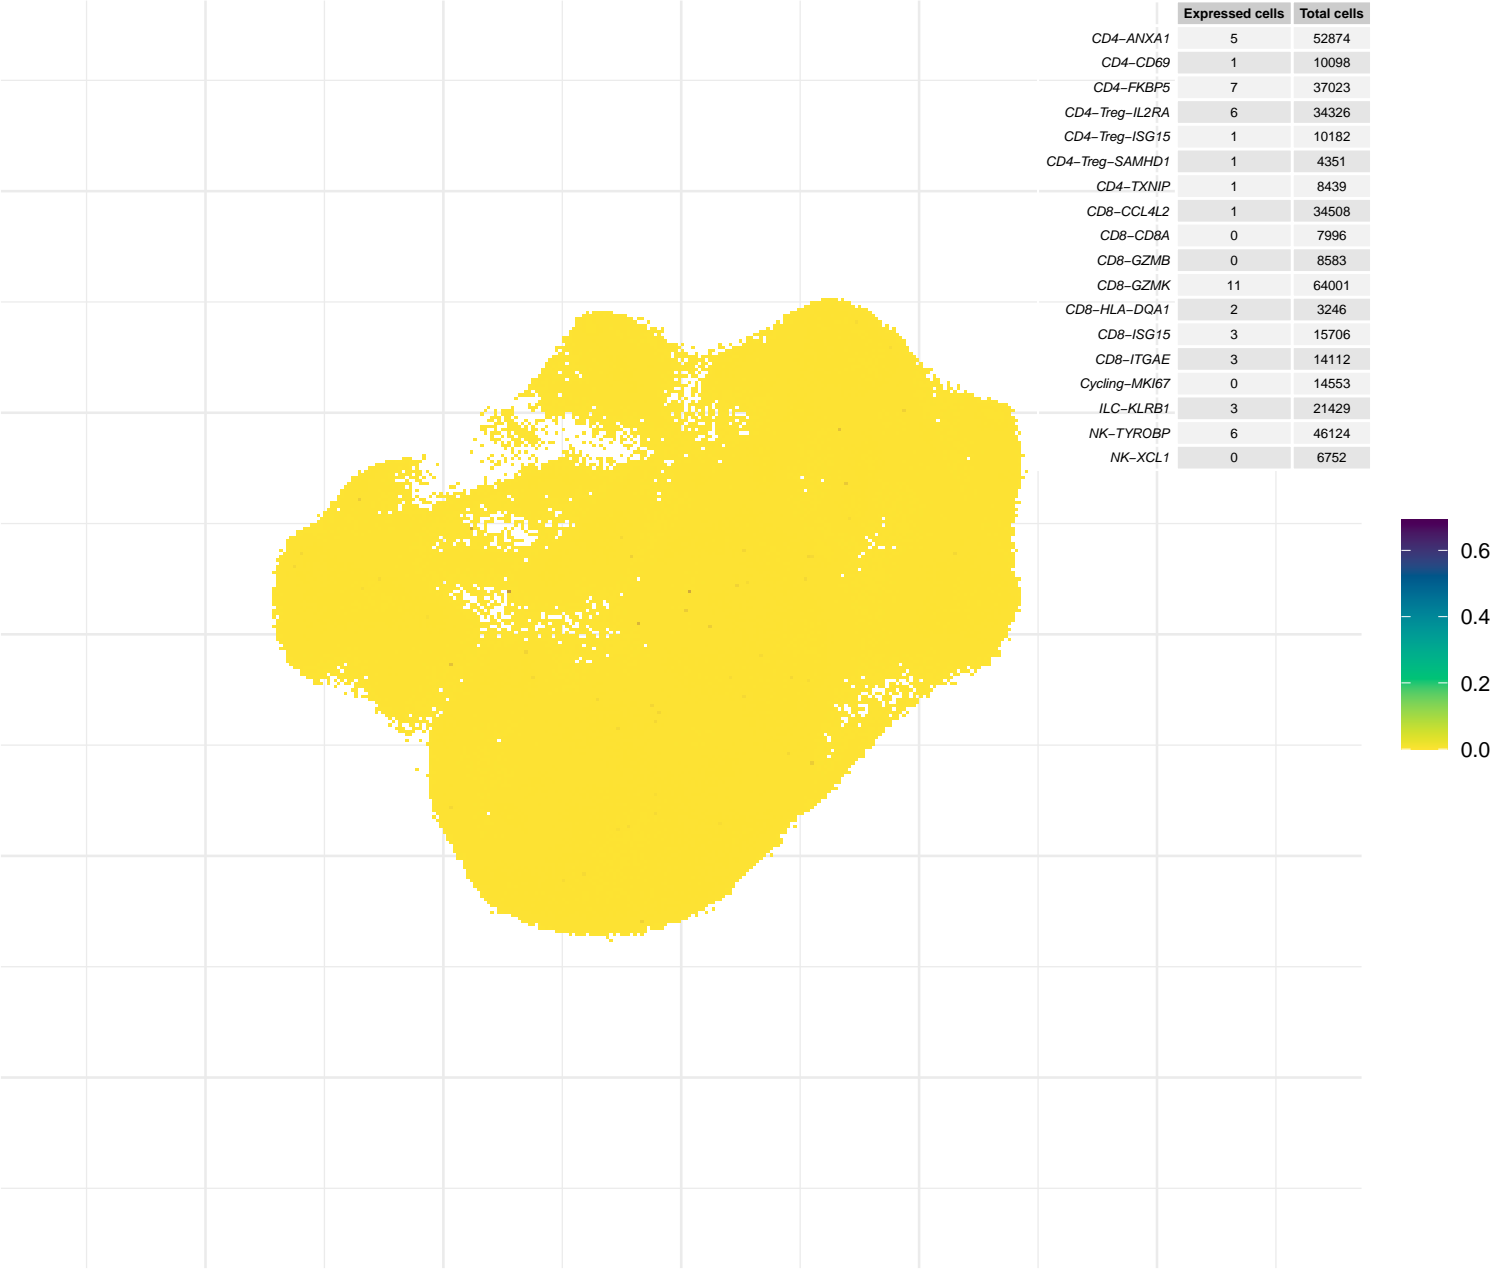 Expressed cells Total cells
CD4−ANXA1 5 52874
CD4−CD69 1 10098
CD4−FKBP5 7 37023
CD4−Treg−IL2RA 6 34326
CD4−Treg−ISG15 1 10182
CD4−Treg−SAMHD1 1 4351
CD4−TXNIP 1 8439
CD8−CCL4L2 1 34508
CD8−CD8A 0 7996
CD8−GZMB 0 8583
CD8−GZMK 11 64001
CD8−HLA−DQA1 2 3246
CD8−ISG15 3 15706
CD8−ITGAE 3 14112
Cycling−MKI67 0 14553
ILC−KLRB1 3 21429
NK−TYROBP 6 46124
NK−XCL1 0 6752
0.6
0.4
0.2
0.0